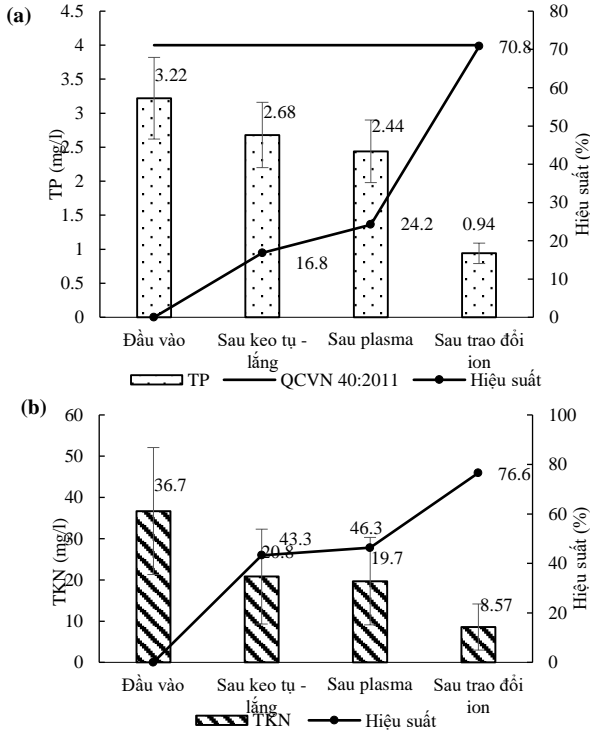 (a)
4.5
4
3.5
3
2.5
2
1.5
1
0.5
0
TP (mg/l)
3.22
2.68
2.44
0.94
16.8
24.2
70.8
80
70
60
50
40
30
20
10
0
Hiệu suất (%)
Đầu vào
Sau keo tụ -
lắng
Sau plasma
Sau trao đổi
ion
TP
QCVN 40:2011
Hiệu suất
(b)
60
50
40
30
20
10
0
TKN (mg/l)
36.7
20.8
19.7
8.57
43.3
46.3
76.6
100
80
60
40
20
0
Hiệu suất (%)
Đầu vào
Sau keo tụ -
lắng
Sau plasma
Sau trao đổi
ion
TKN
Hiệu suất